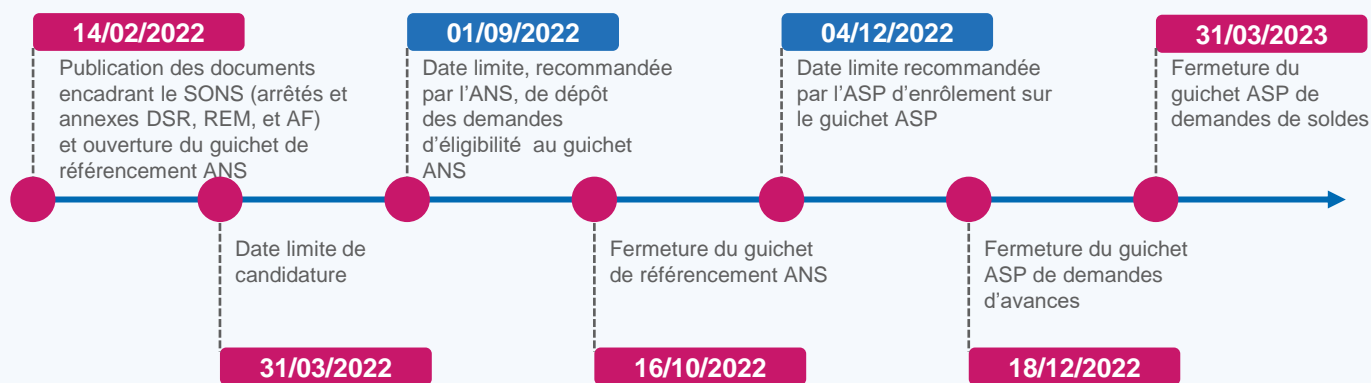 14/02/2022
Publication des documents
encadrant le SONS (arrêtés et
annexes DSR, REM, et AF)
et ouverture du guichet de
référencement ANS
31/03/2022
Date limite de
candidature
01/09/2022
Date limite, recommandée
par l'ANS, de dépôt
des demandes
d'éligibilité au guichet
ANS
16/10/2022
Fermeture du guichet
de référencement ANS
04/12/2022
Date limite recommandée
par l'ASP d'enrôlement sur
le guichet ASP
18/12/2022
Fermeture du guichet
ASP de demandes
d'avances
31/03/2023
Fermeture du
guichet ASP de
demandes de soldes